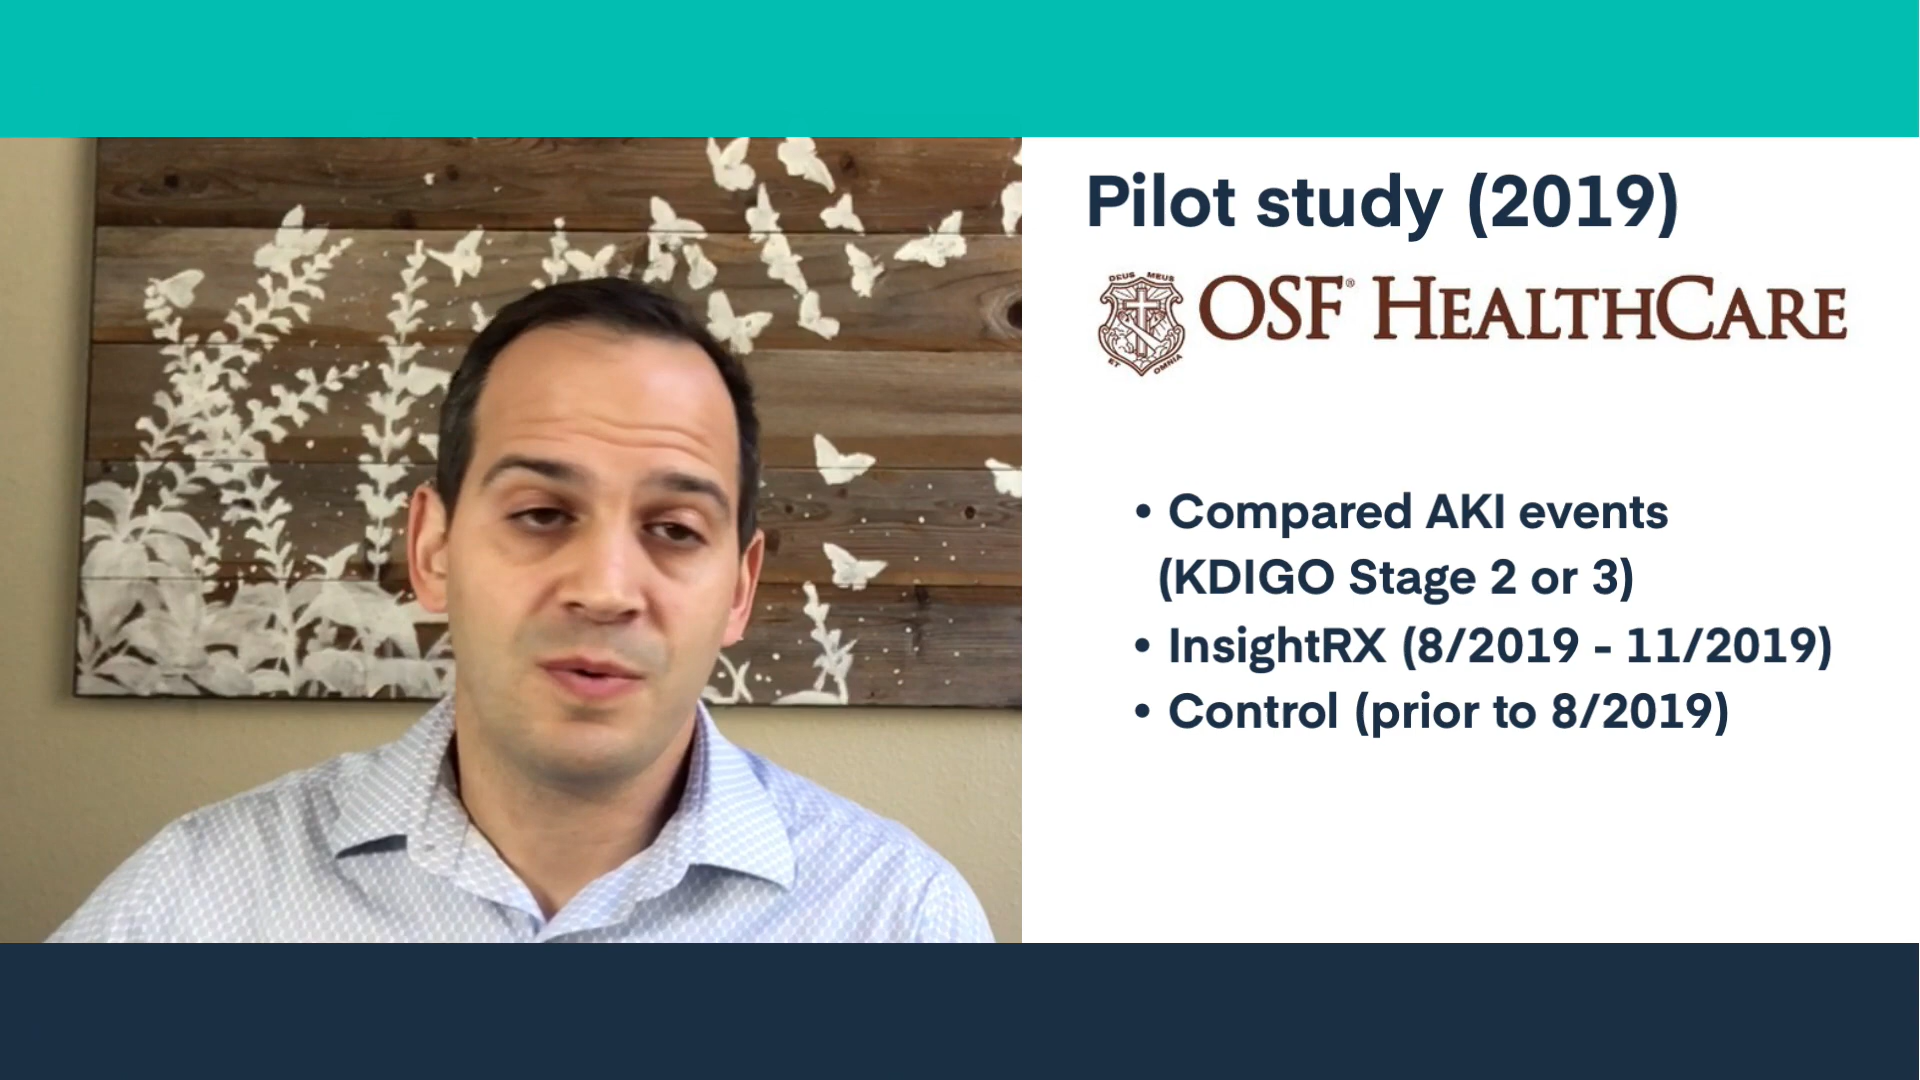 Pilot study (2019)
DEUS MEUS
OSF® HEALTHCARE
ET OMNIA
• Compared AKI events
(KDIGO Stage 2 or 3)
• InsightRX (8/2019 - 11/2019)
• Control (prior to 8/2019)